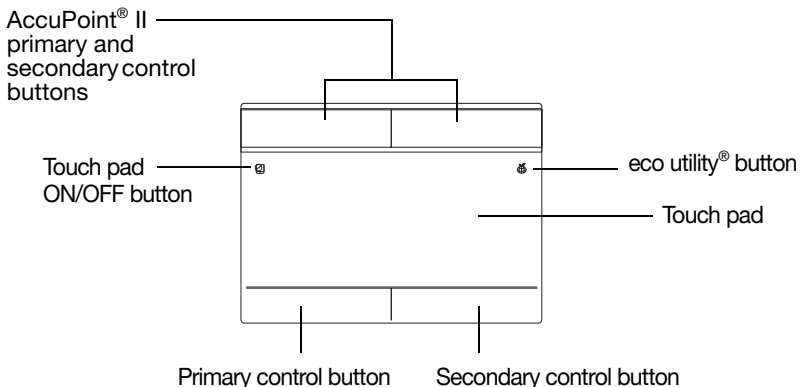 AccuPoint® II
primary and
secondary control
buttons
Touch pad
ON/OFF button
eco utility® button
Touch pad
Primary control button
Secondary control button